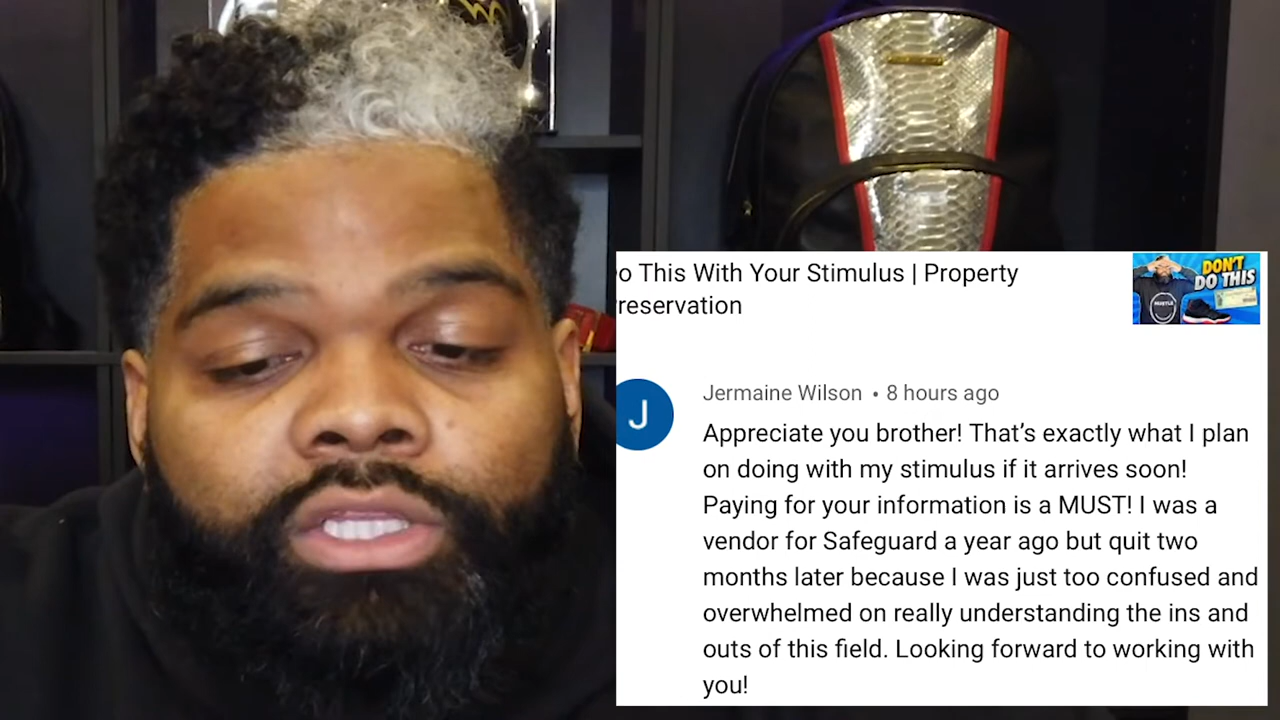 o This With Your Stimulus | Property
reservation
DON'T
DO THIS
HUSTLE
J
Jermaine Wilson • 8 hours ago
Appreciate you brother! That’s exactly what I plan
on doing with my stimulus if it arrives soon!
Paying for your information is a MUST! I was a
vendor for Safeguard a year ago but quit two
months later because I was just too confused and
overwhelmed on really understanding the ins and
outs of this field. Looking forward to working with
you!